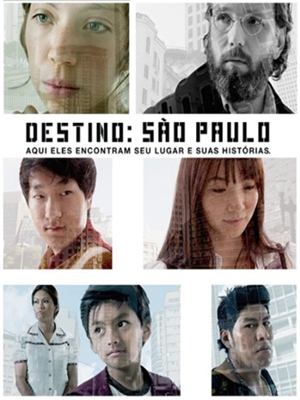 DESTINO: SÃO PAULO
AQUI ELES ENCONTRAM SEU LUGAR E SUAS HISTÓRIAS.